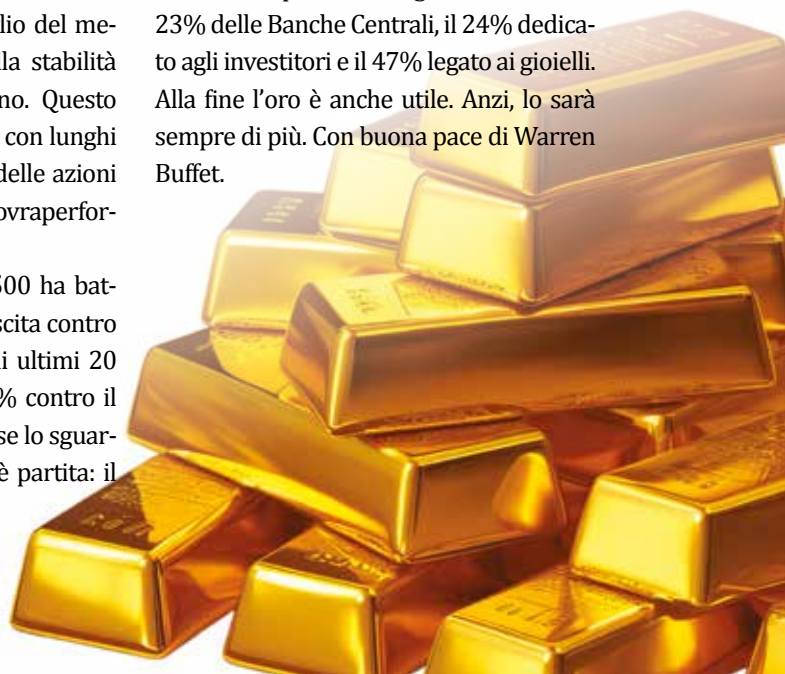 lio del me-
la stabilità
no. Questo
con lunghi
delle azioni
ovraperfor-
500 ha bat-
scita contro
i ultimi 20
% contro il
se lo sguar-
è partita: il
23% delle Banche Centrali, il 24% dedica-
to agli investitori e il 47% legato ai gioielli.
Alla fine l’oro è anche utile. Anzi, lo sarà
sempre di più. Con buona pace di Warren
Buffet.